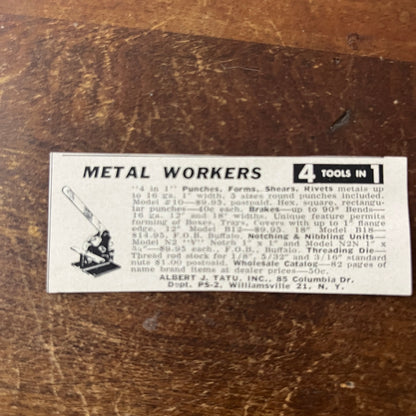 METAL WORKERS 4 TOOLS IN 1
"4 in 1" Punches, Forms, Shears, Rivets metals up
to 16 ga. 1" width, 3 sizes round punches included.
Model #10—$9.95, postpaid. Hex, square, rectangu-
lar punches—40c each. Brakes—up to 90° Bends—
16 ga. 12" and 18" widths. Unique feature permits
forming of Boxes, Trays, Covers with up to 1" flange
edge. 12" Model B12—$9.95. 18" Model B18—
$14.95, F.O.B. Buffalo. Notching & Nibbling Units—
Model N2 Notch 1" x 1" and Model N2N 1" x
—$9.95 each, F.O.B. Buffalo. Threading Die—
Thread rod stock for 1/8", 5/32" and 3/16" standard
nuts $1.00 postpaid. Wholesale Catalog—82 pages of
name brand items at dealer prices—50c.
ALBERT J. TATU, INC., 85 Columbia Dr.
Dept. PS-2, Williamsville 21, N. Y.